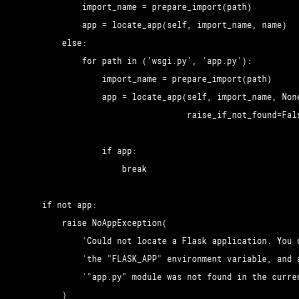 import_name = prepare_import(path)
app = locate_app(self, import_name, name)
else:
for path in ('wsgi.py', 'app.py'):
import_name = prepare_import(path)
app = locate_app(self, import_name, None
raise_if_not_found=Fals
if app:
break
if not app:
raise NoAppException(
'Could not locate a Flask application. You
'the "FLASK_APP" environment variable, and
'"app.py" module was not found in the curren
)